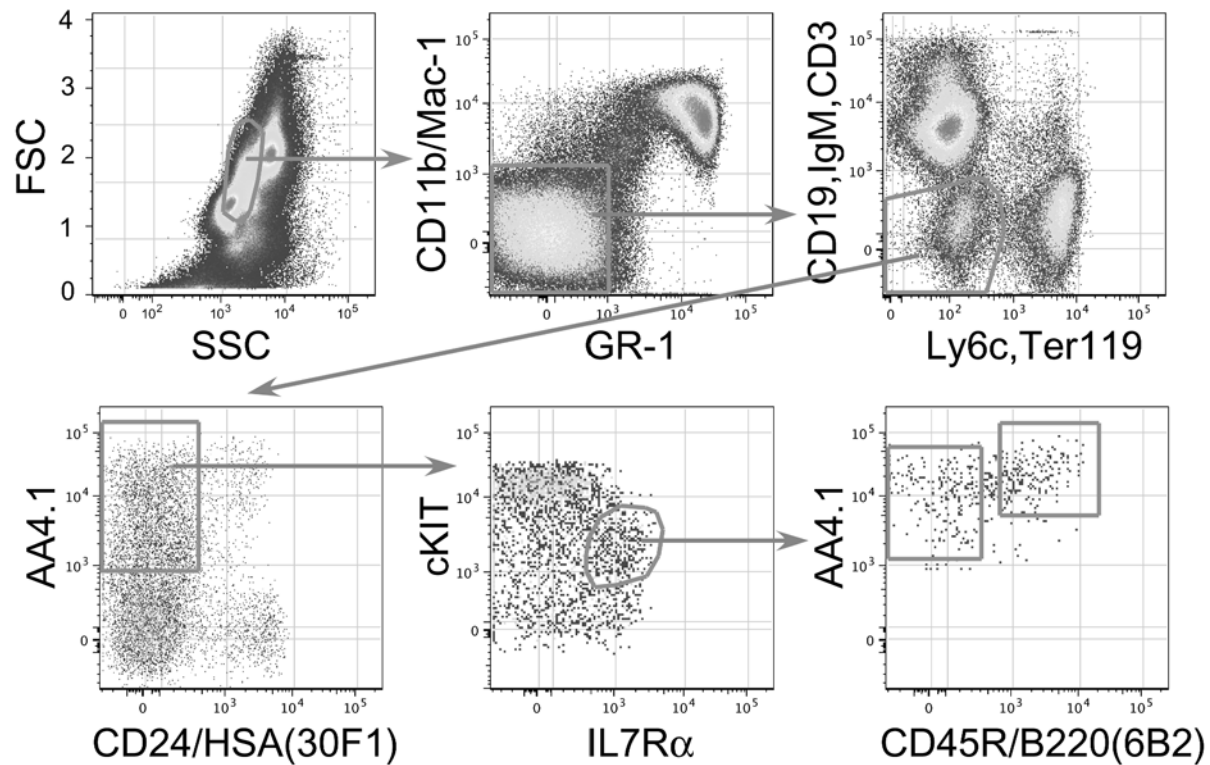 4
3
2
1
0
FSC
0 10² 10³ 10⁴ 10⁵
SSC
10⁵
10⁴
10³
0
CD11b/Mac-1
0 10³ 10⁴ 10⁵
GR-1
10⁵
10⁴
10³
0
CD19,IgM,CD3
0 10² 10³ 10⁴ 10⁵
Ly6c,Ter119
10⁵
10⁴
10³
0
AA4.1
0 10³ 10⁴ 10⁵
CD24/HSA(30F1)
10⁵
10⁴
10³
0
cKIT
0 10³ 10⁴ 10⁵
IL7Rα
10⁵
10⁴
10³
0
AA4.1
0 10³ 10⁴ 10⁵
CD45R/B220(6B2)